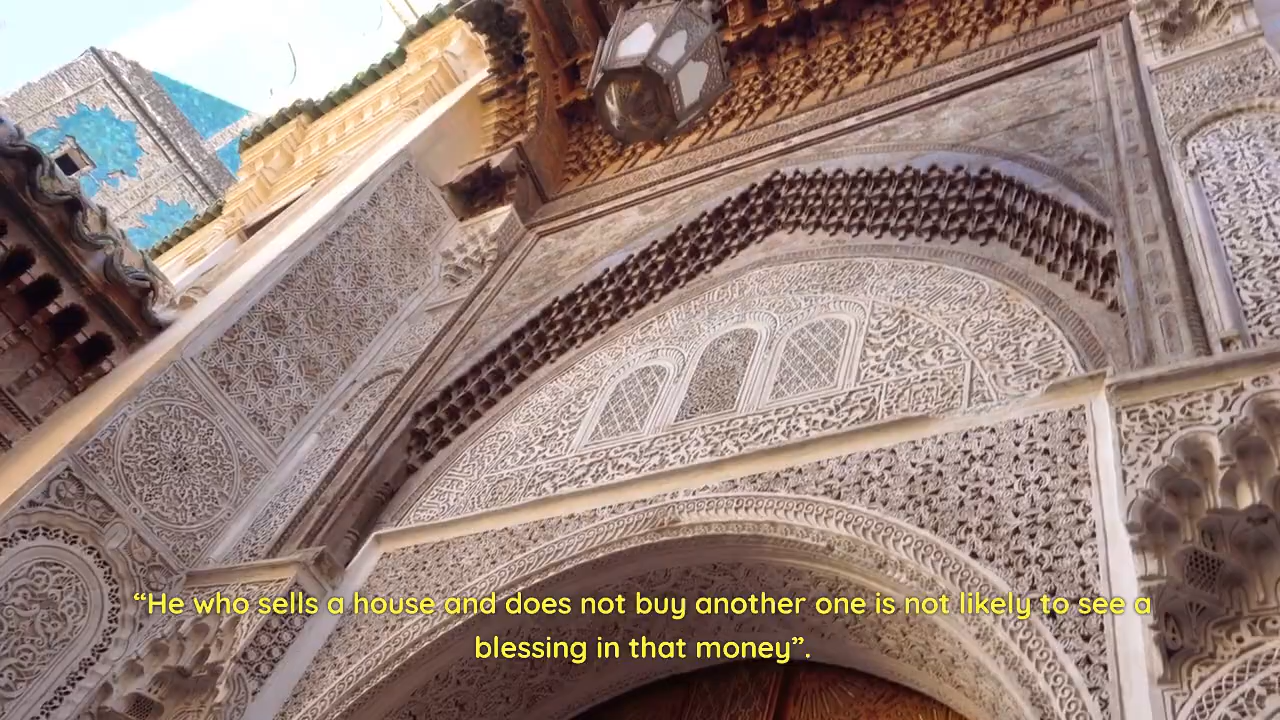 “He who sells a house and does not buy another one is not likely to see a
blessing in that money”.